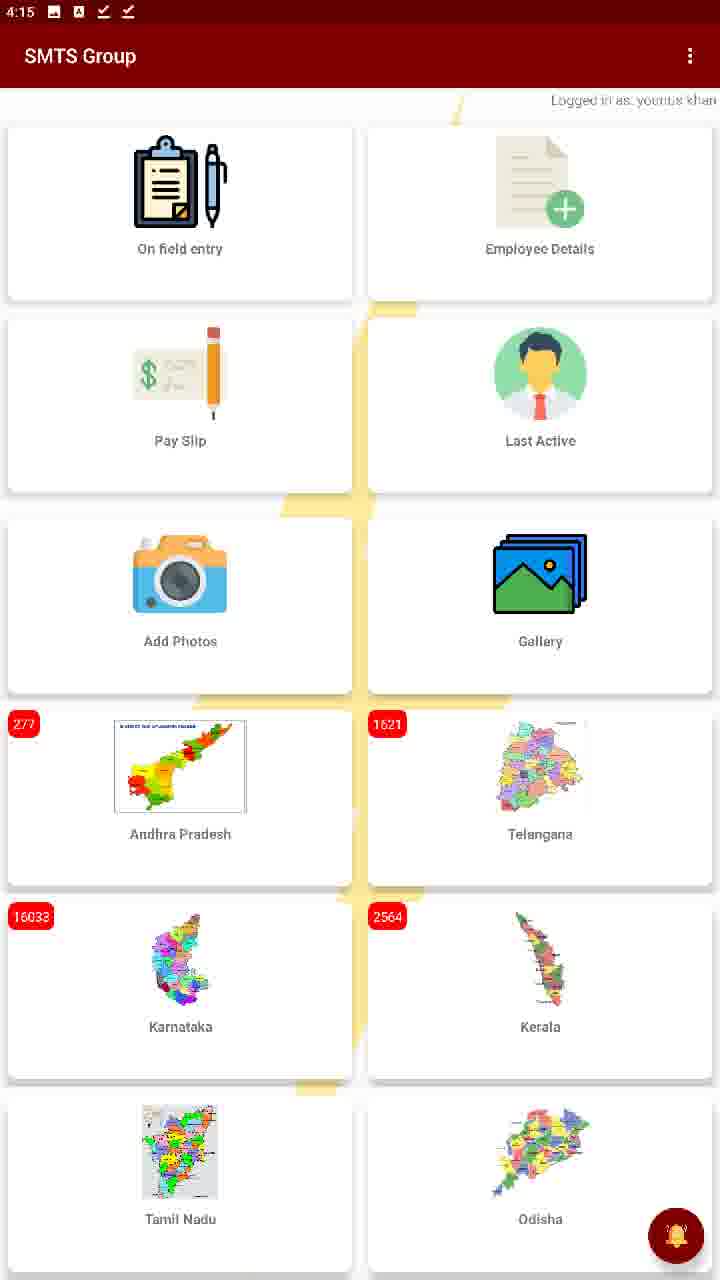 4:15
SMTS Group
Logged in as: younus khan
On field entry
Employee Details
Pay Slip
Last Active
Add Photos
Gallery
277
1621
Andhra Pradesh
Telangana
16033
2564
Karnataka
Kerala
Tamil Nadu
Odisha